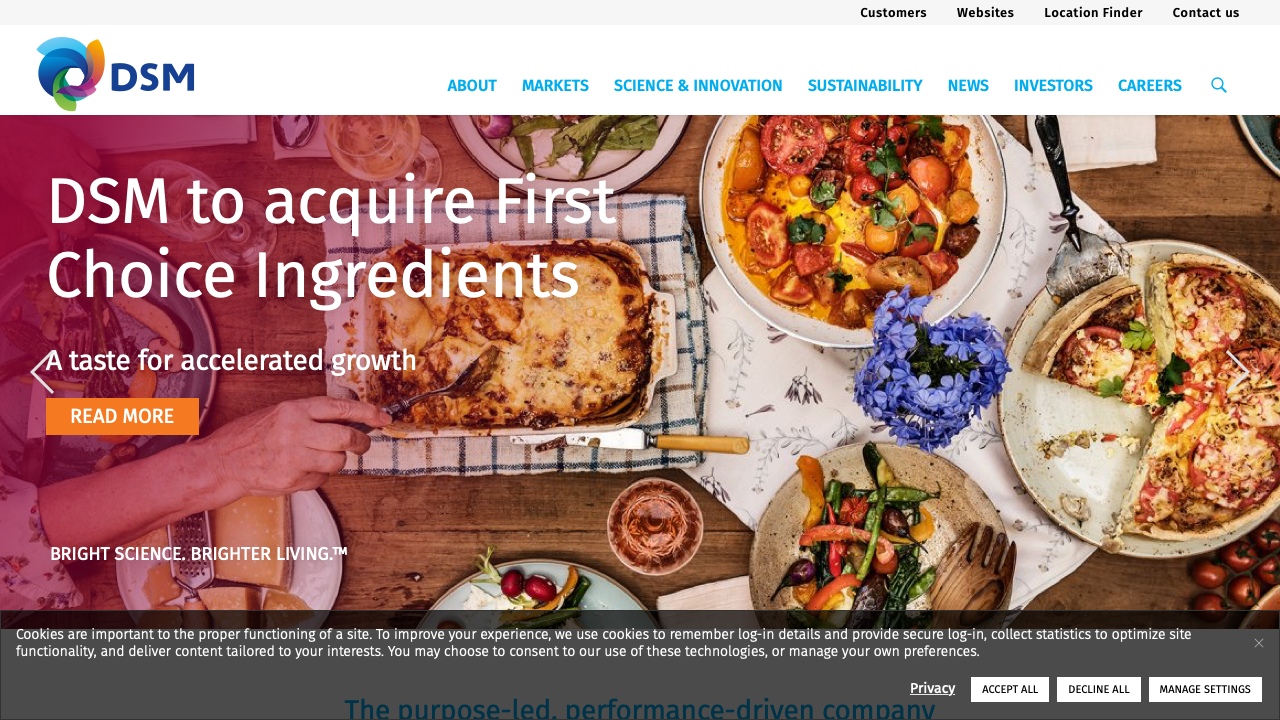 Customers Websites Location Finder Contact us
DSM
ABOUT MARKETS SCIENCE & INNOVATION SUSTAINABILITY NEWS INVESTORS CAREERS
DSM to acquire First
Choice Ingredients
A taste for accelerated growth
READ MORE
BRIGHT SCIENCE. BRIGHTER LIVING.™
Cookies are important to the proper functioning of a site. To improve your experience, we use cookies to remember log-in details and provide secure log-in, collect statistics to optimize site
functionality, and deliver content tailored to your interests. You may choose to consent to our use of these technologies, or manage your own preferences.
Privacy ACCEPT ALL DECLINE ALL MANAGE SETTINGS
The purpose-led, performance-driven company